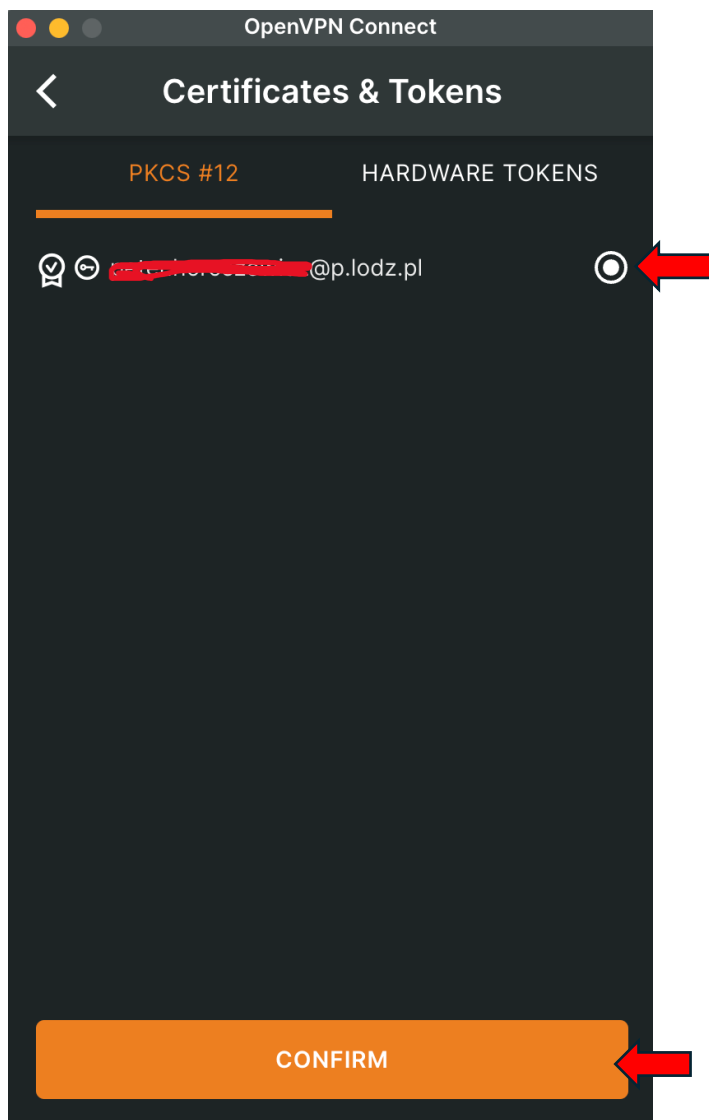 OpenVPN Connect
Certificates & Tokens
PKCS #12
HARDWARE TOKENS
@p.lodz.pl
CONFIRM